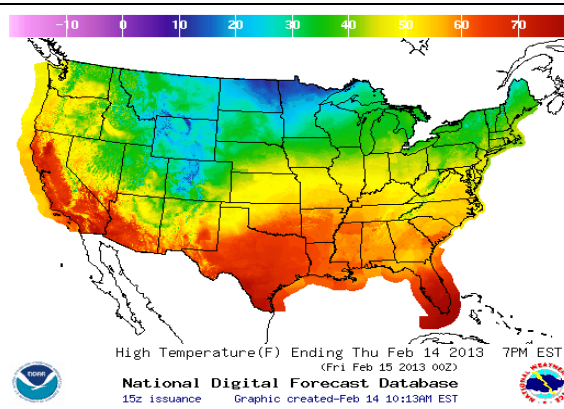 -10 0 10 20 30 40 50 60 70
High Temperature(F) Ending Thu Feb 14 2013 7PM EST
(Fri Feb 15 2013 00Z)
National Digital Forecast Database
15z issuance Graphic created-Feb 14 10:13AM EST
NOAA